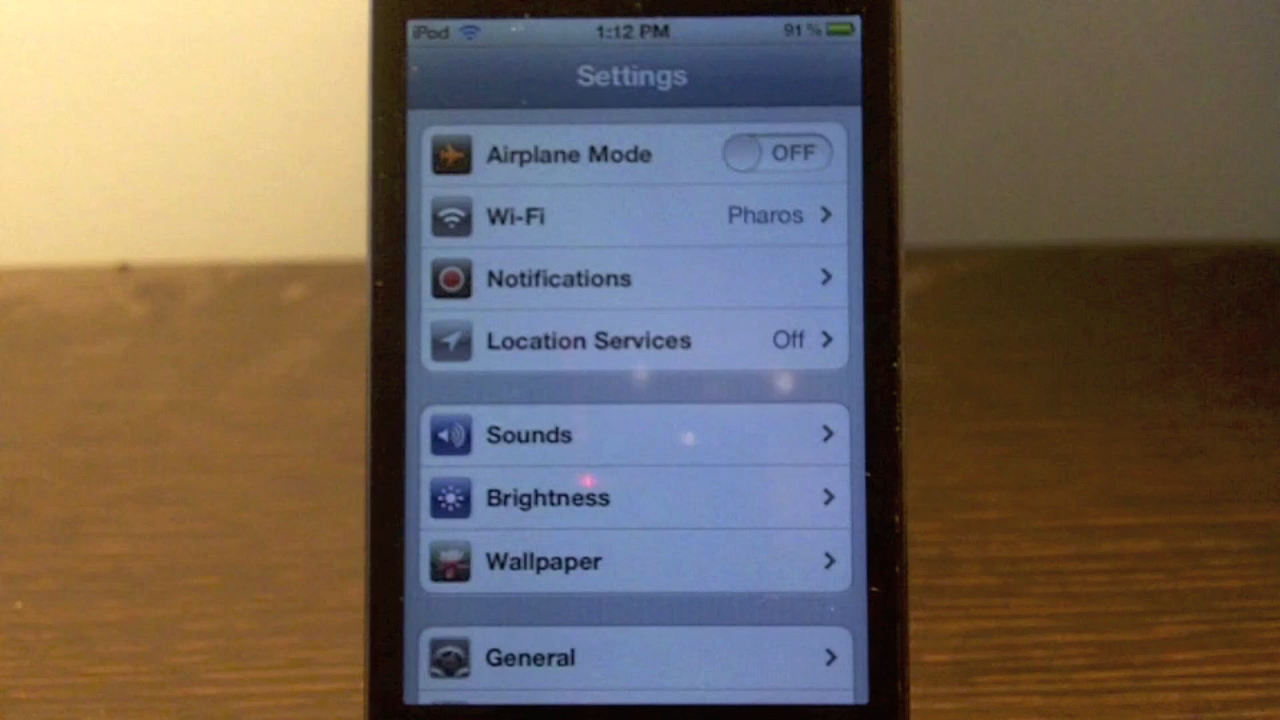 iPod 1:12 PM 91%
Settings
Airplane Mode OFF
Wi-Fi Pharos
Notifications
Location Services Off
Sounds
Brightness
Wallpaper
General